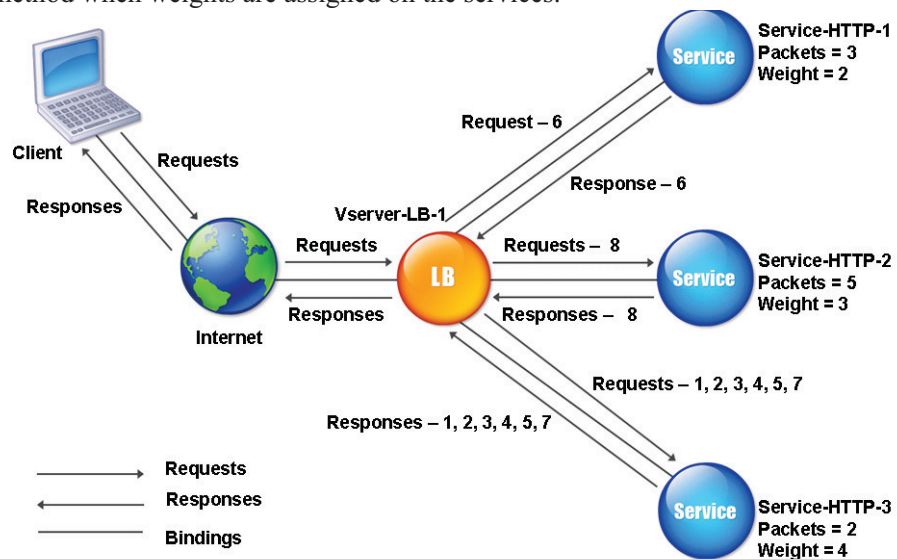 method when weights are assigned on the services.
Service-HTTP-1
Packets = 3
Weight = 2
Service
Request – 6
Client
Requests
Response – 6
Responses
Vserver-LB-1
Requests
Requests – 8
Service-HTTP-2
Packets = 5
Weight = 3
LB
Service
Responses
Responses – 8
Internet
Requests – 1, 2, 3, 4, 5, 7
Responses – 1, 2, 3, 4, 5, 7
Requests
Responses
Bindings
Service
Service-HTTP-3
Packets = 2
Weight = 4